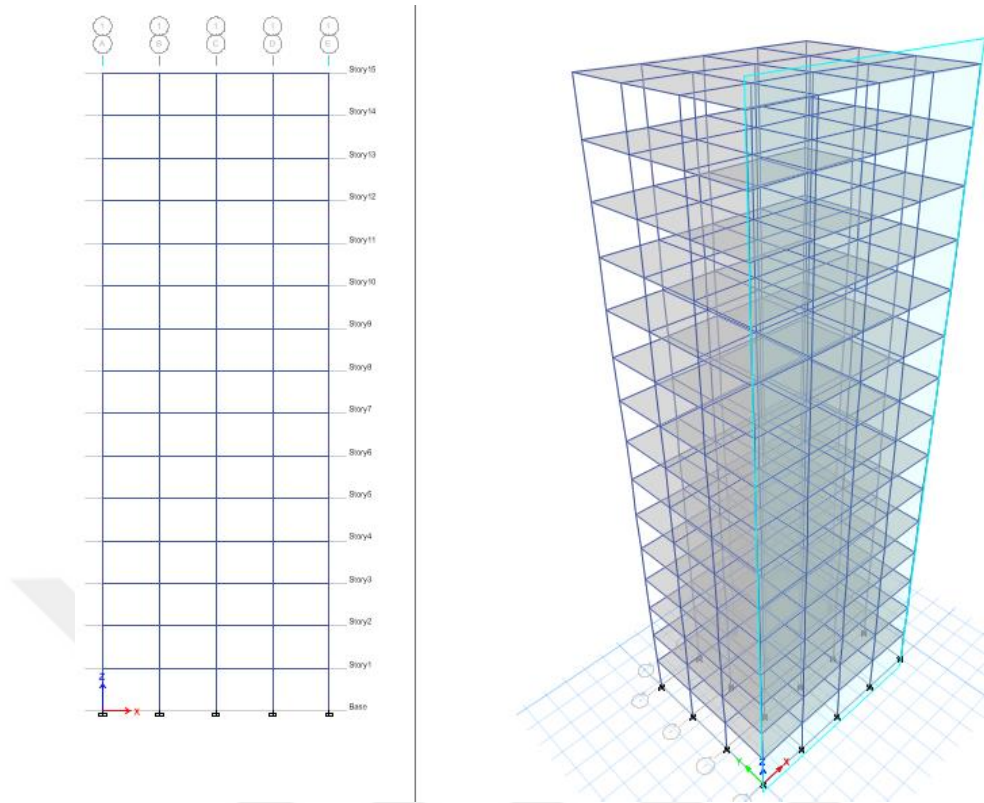 1 1 1 1 1
A B C D E
Story15
Story14
Story13
Story12
Story11
Story10
Story9
Story8
Story7
Story6
Story5
Story4
Story3
Story2
Story1
Base
Z
X
Z
Y
X